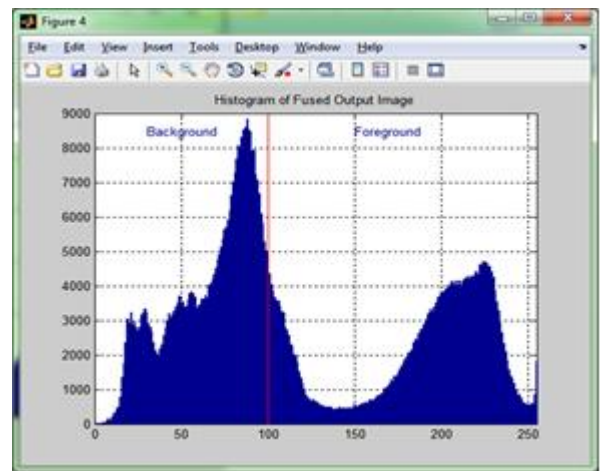 Figure 4
File Edit View Insert Tools Desktop Window Help
Histogram of Fused Output Image
Background Foreground
9000
8000
7000
6000
5000
4000
3000
2000
1000
0
0 50 100 150 200 250